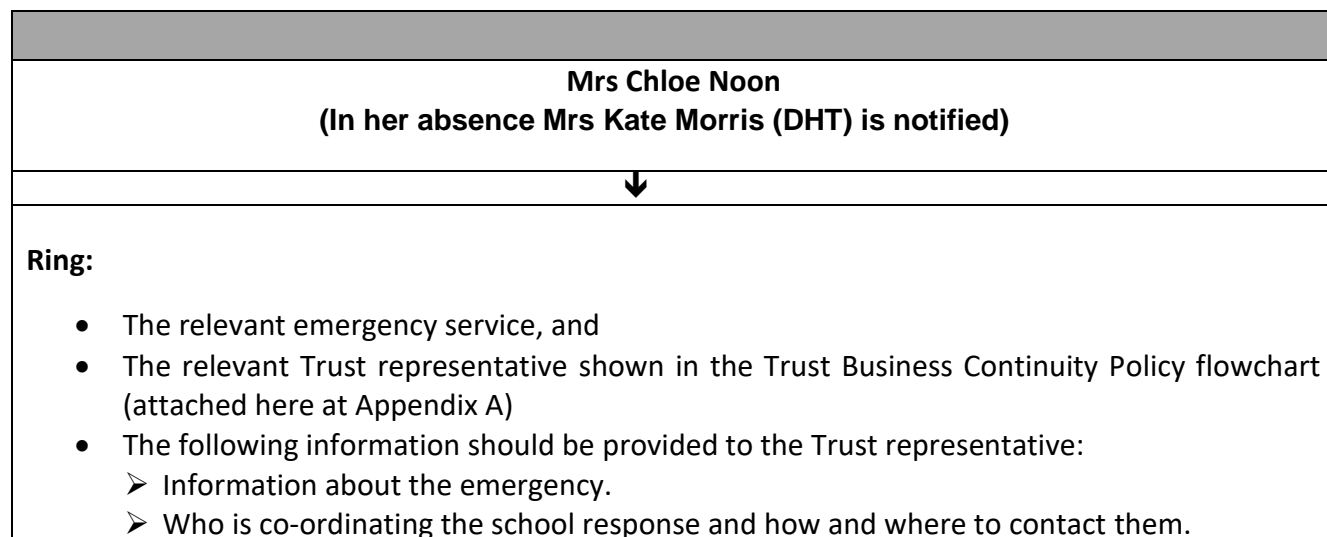 Mrs Chloe Noon
(In her absence Mrs Kate Morris (DHT) is notified)
🡻
Ring:
• The relevant emergency service, and
• The relevant Trust representative shown in the Trust Business Continuity Policy flowchart
(attached here at Appendix A)
• The following information should be provided to the Trust representative:
➢ Information about the emergency.
➢ Who is co-ordinating the school response and how and where to contact them.